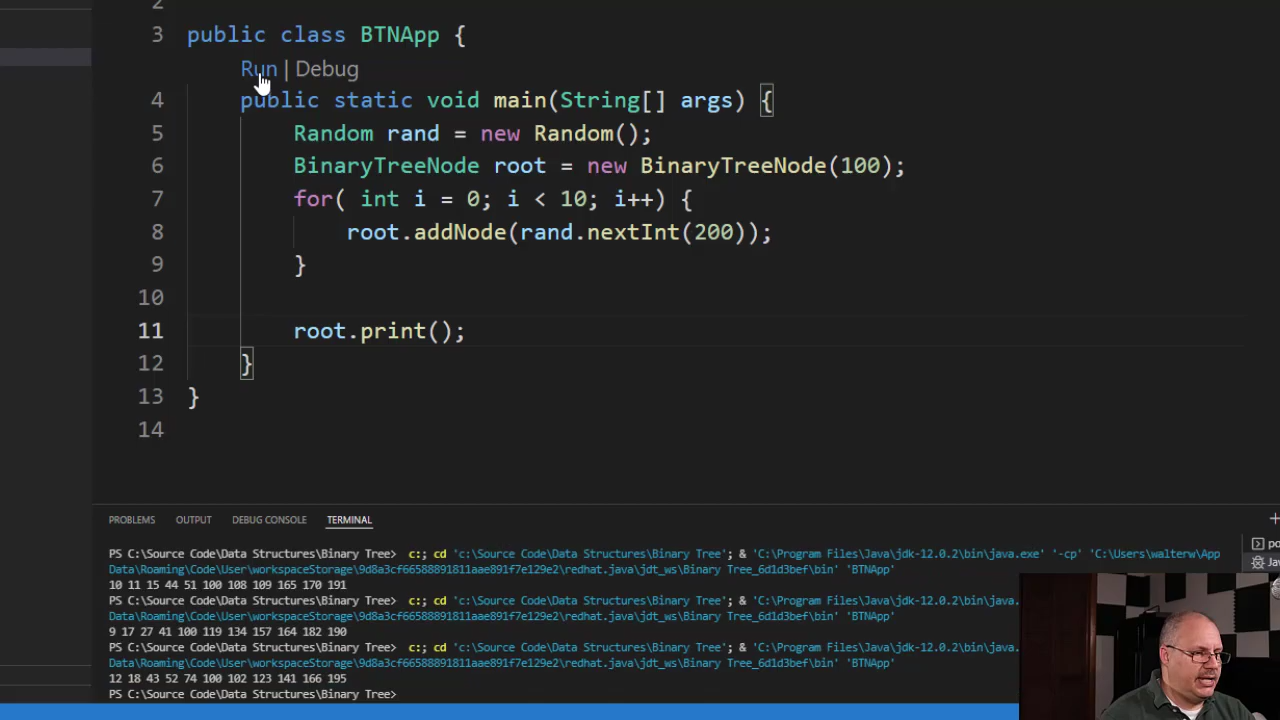 2
3 public class BTNApp {
Run | Debug
4 public static void main(String[] args) {
5 Random rand = new Random();
6 BinaryTreeNode root = new BinaryTreeNode(100);
7 for( int i = 0; i < 10; i++) {
8 root.addNode(rand.nextInt(200));
9 }
10
11 root.print();
12 }
13 }
14
PROBLEMS OUTPUT DEBUG CONSOLE TERMINAL
PS C:\Source Code\Data Structures\Binary Tree> c:; cd 'c:\Source Code\Data Structures\Binary Tree'; & 'C:\Program Files\Java\jdk-12.0.2\bin\java.exe' '-cp' 'C:\Users\walterw\App
Data\Roaming\Code\User\workspaceStorage\9d8a3cf66588891811aae891f7e129e2\redhat.java\jdt_ws\Binary Tree_6d1d3bef\bin' 'BTNApp'
10 11 15 44 51 100 108 109 165 170 191
PS C:\Source Code\Data Structures\Binary Tree> c:; cd 'c:\Source Code\Data Structures\Binary Tree'; & 'C:\Program Files\Java\jdk-12.0.2\bin\java.
Data\Roaming\Code\User\workspaceStorage\9d8a3cf66588891811aae891f7e129e2\redhat.java\jdt_ws\Binary Tree_6d1d3bef\bin' 'BTNApp'
9 17 27 41 100 119 134 157 164 182 190
PS C:\Source Code\Data Structures\Binary Tree> c:; cd 'c:\Source Code\Data Structures\Binary Tree'; & 'C:\Program Files\Java\jdk-12.0.2\bin\java.
Data\Roaming\Code\User\workspaceStorage\9d8a3cf66588891811aae891f7e129e2\redhat.java\jdt_ws\Binary Tree_6d1d3bef\bin' 'BTNApp'
12 18 43 52 74 100 102 123 141 166 195
PS C:\Source Code\Data Structures\Binary Tree>